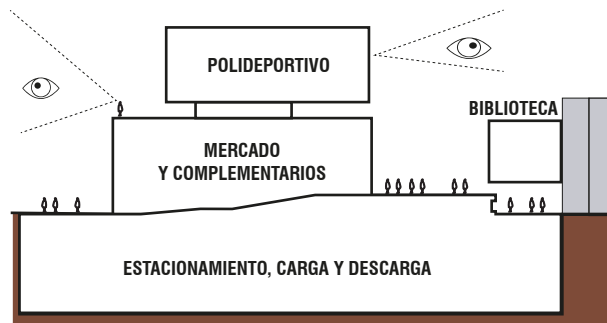 POLIDEPORTIVO
BIBLIOTECA
MERCADO
Y COMPLEMENTARIOS
ESTACIONAMIENTO, CARGA Y DESCARGA